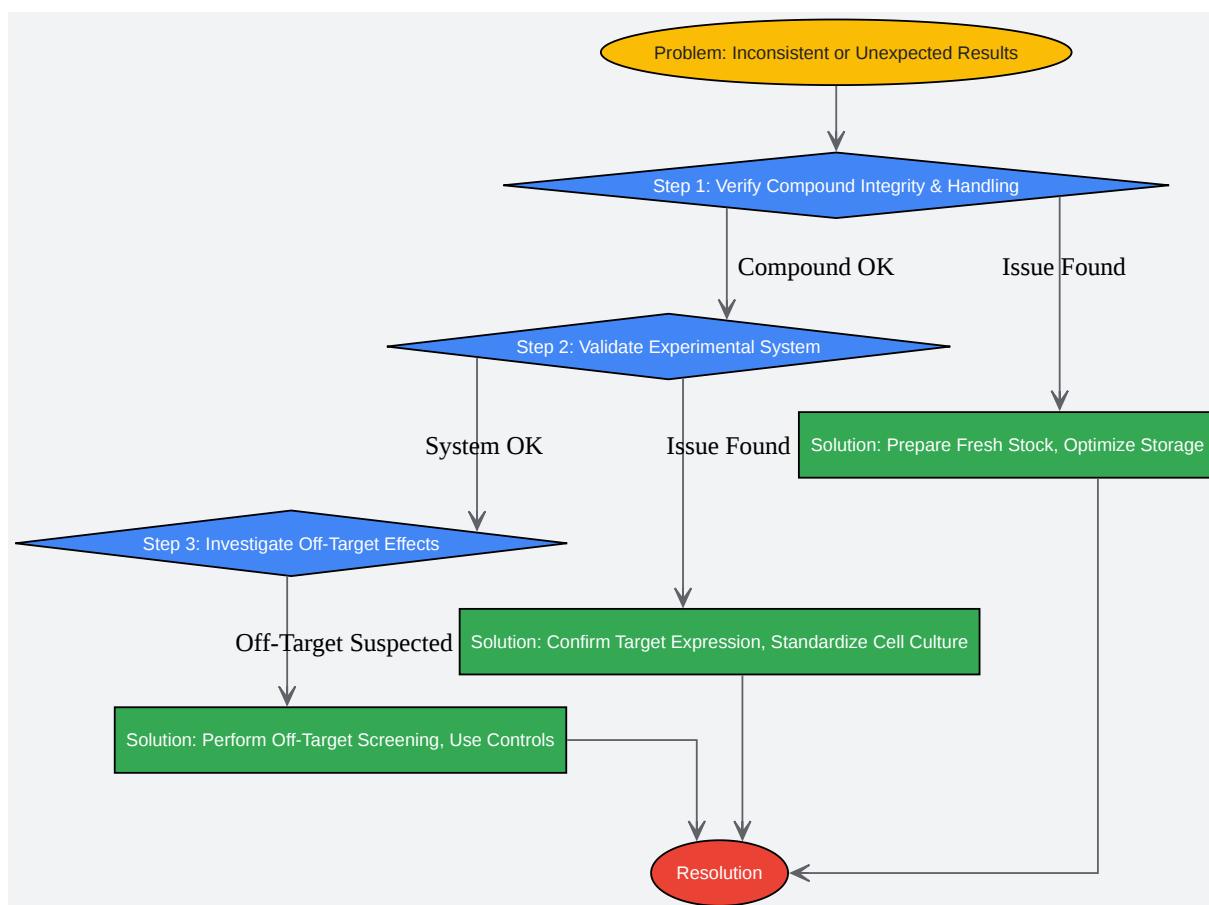 Problem: Inconsistent or Unexpected Results
Step 1: Verify Compound Integrity & Handling
Compound OK
Issue Found
Step 2: Validate Experimental System
System OK
Issue Found
Solution: Prepare Fresh Stock, Optimize Storage
Step 3: Investigate Off-Target Effects
Off-Target Suspected
Solution: Confirm Target Expression, Standardize Cell Culture
Solution: Perform Off-Target Screening, Use Controls
Resolution